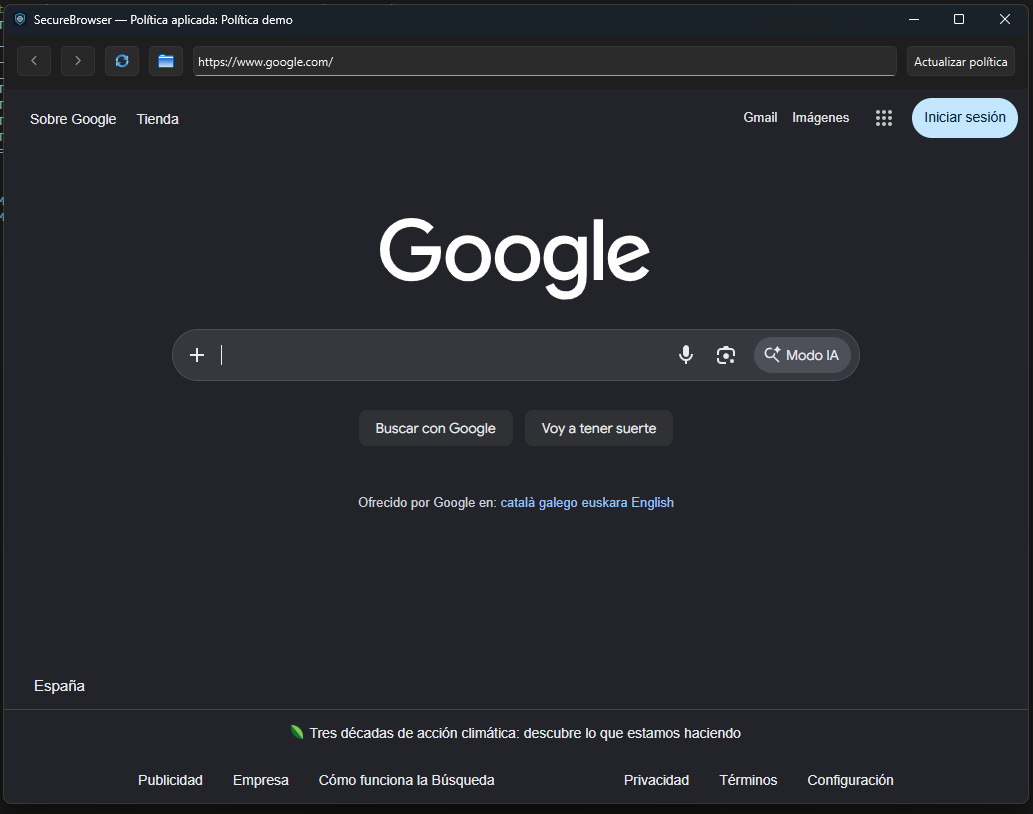 SecureBrowser — Política aplicada: Política demo
https://www.google.com/
Actualizar política
Sobre Google Tienda
Gmail Imágenes
Iniciar sesión
Google
Modo IA
Buscar con Google Voy a tener suerte
Ofrecido por Google en: català galego euskara English
España
Tres décadas de acción climática: descubre lo que estamos haciendo
Publicidad Empresa Cómo funciona la Búsqueda Privacidad Términos Configuración